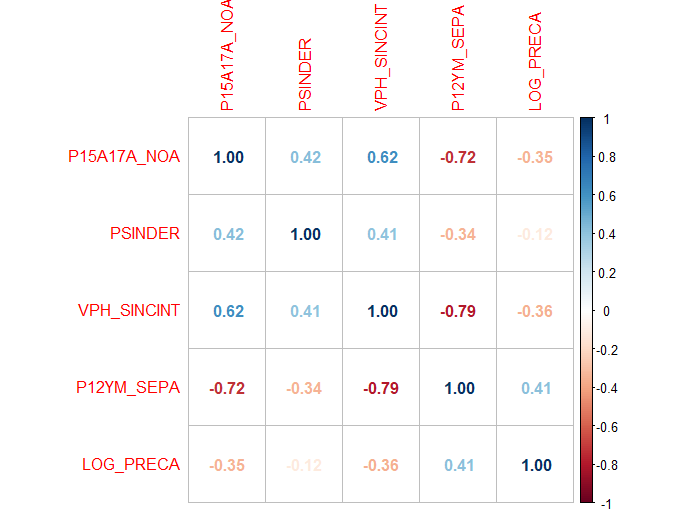 P15A17A_NOA PSINDER VPH_SINCINT P12YM_SEPA LOG_PRECA
P15A17A_NOA 1.00 0.42 0.62 -0.72 -0.35
PSINDER 0.42 1.00 0.41 -0.34 -0.12
VPH_SINCINT 0.62 0.41 1.00 -0.79 -0.36
P12YM_SEPA -0.72 -0.34 -0.79 1.00 0.41
LOG_PRECA -0.35 -0.12 -0.36 0.41 1.00
1
0.8
0.6
0.4
0.2
0
-0.2
-0.4
-0.6
-0.8
-1